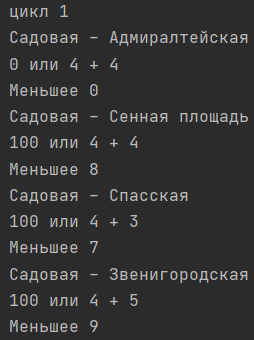 цикл 1
Садовая – Адмиралтейская
0 или 4 + 4
Меньшее 0
Садовая – Сенная площадь
100 или 4 + 4
Меньшее 8
Садовая – Спасская
100 или 4 + 3
Меньшее 7
Садовая – Звенигородская
100 или 4 + 5
Меньшее 9